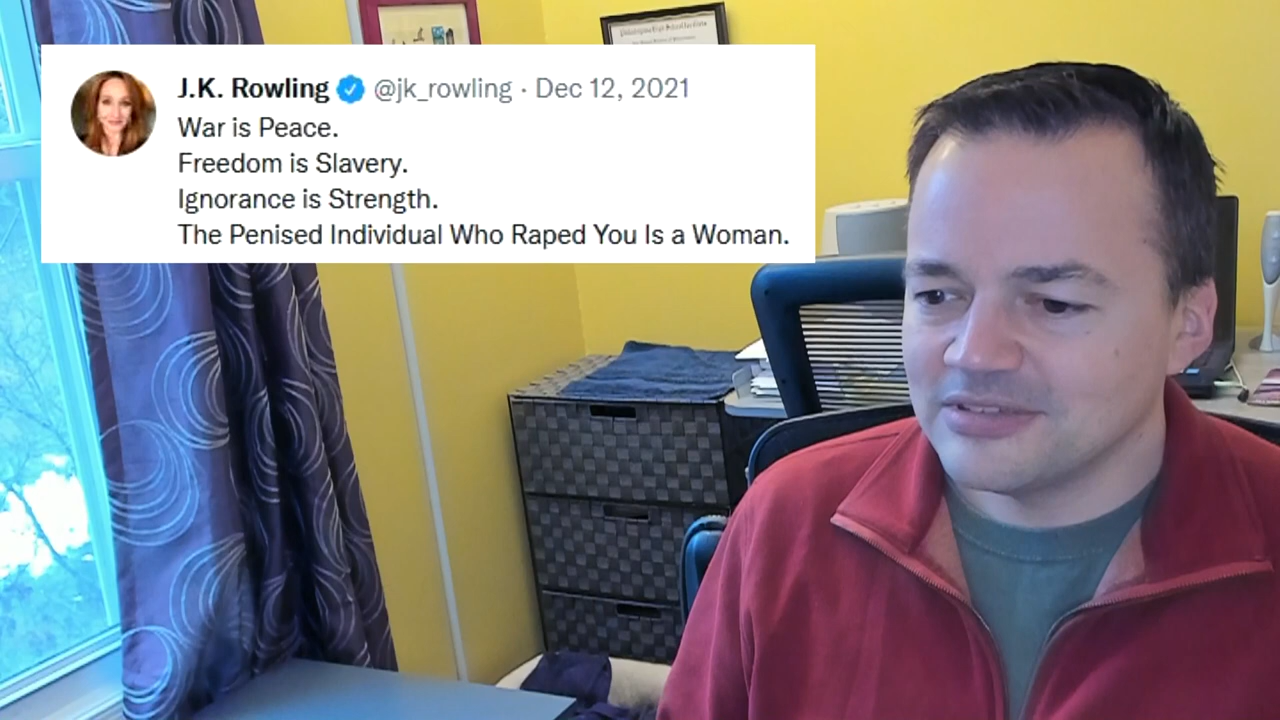 J.K. Rowling @jk_rowling · Dec 12, 2021
War is Peace.
Freedom is Slavery.
Ignorance is Strength.
The Penised Individual Who Raped You Is a Woman.